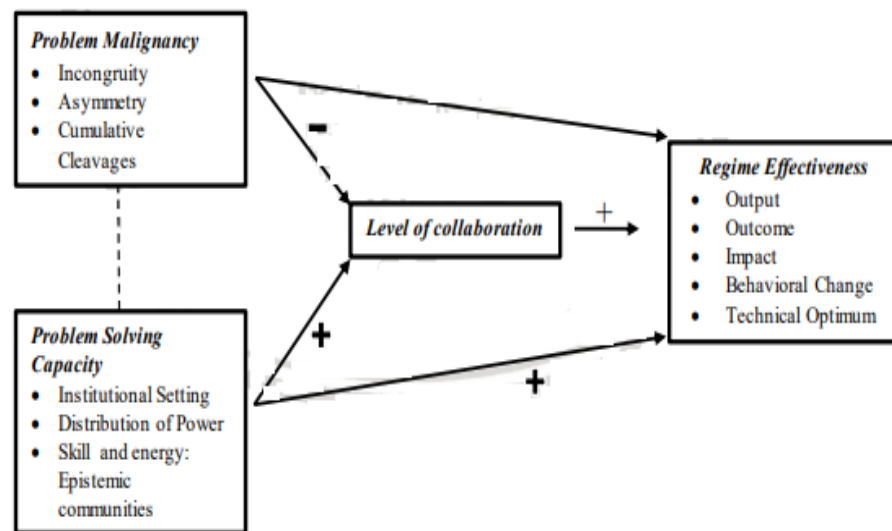 Problem Malignancy
• Incongruity
• Asymmetry
• Cumulative
Cleavages
−
Level of collaboration
+
Regime Effectiveness
• Output
• Outcome
• Impact
• Behavioral Change
• Technical Optimum
Problem Solving
Capacity
• Institutional Setting
• Distribution of Power
• Skill and energy:
Epistemic
communities
+
+